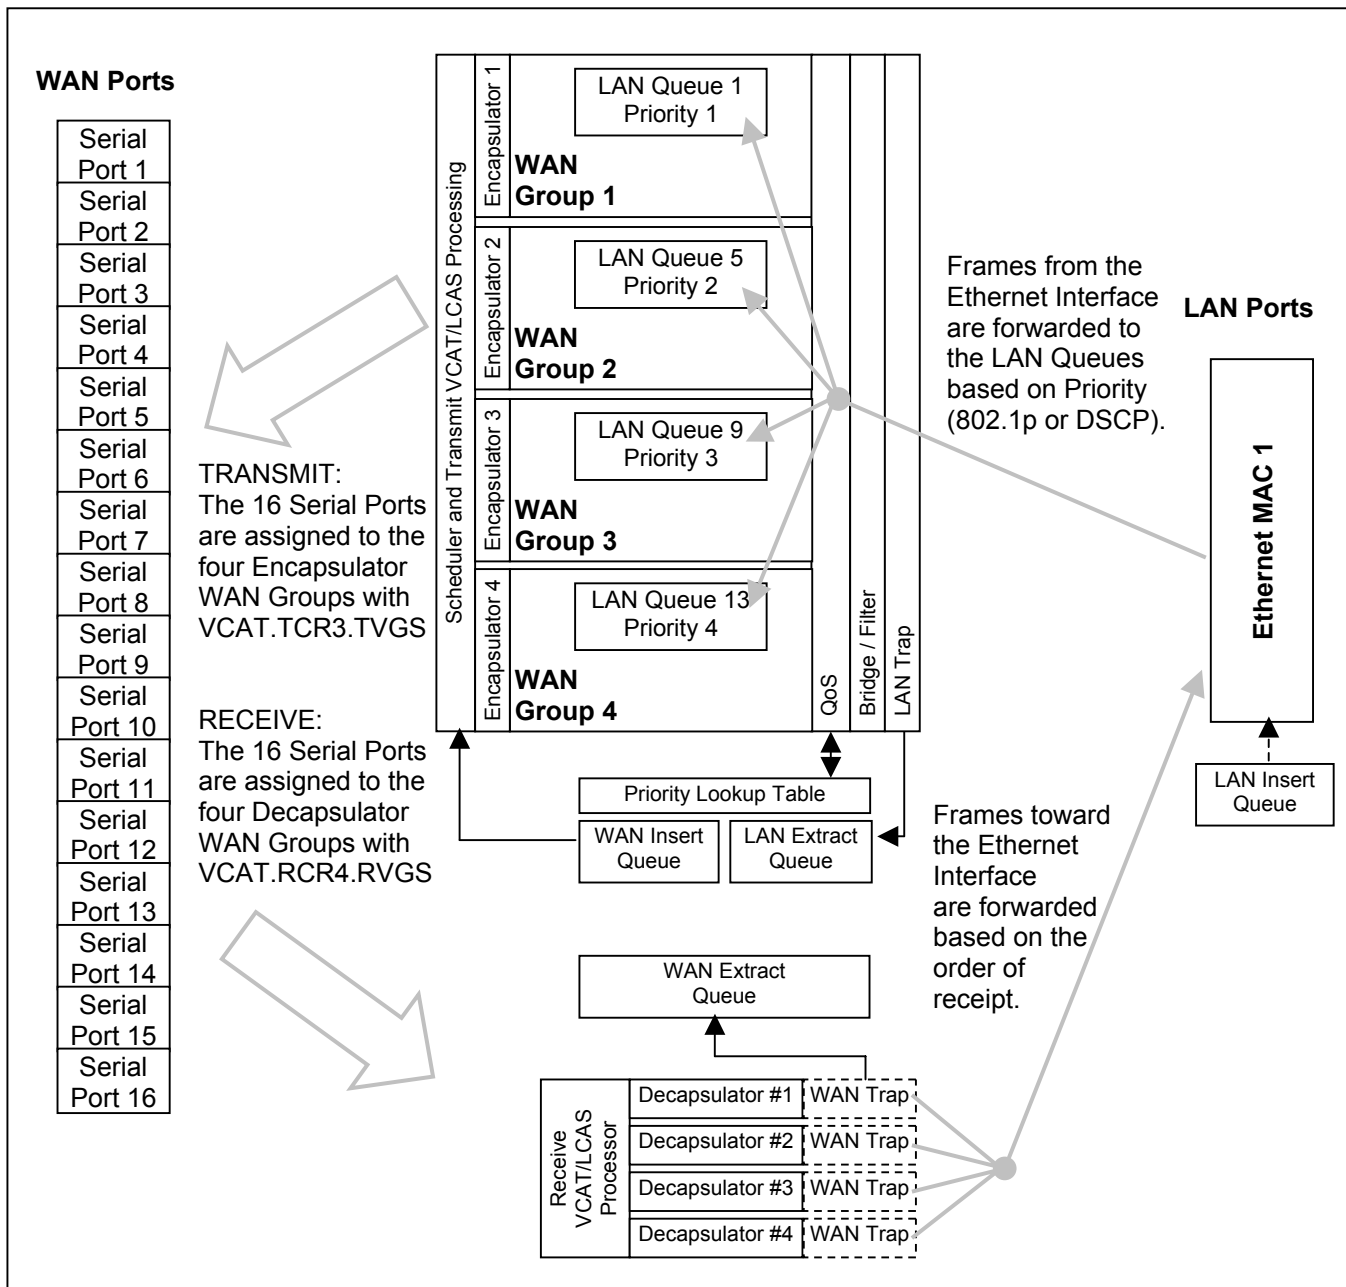 WAN Ports
Serial
Port 1
Serial
Port 2
Serial
Port 3
Serial
Port 4
Serial
Port 5
Serial
Port 6
Serial
Port 7
Serial
Port 8
Serial
Port 9
Serial
Port 10
Serial
Port 11
Serial
Port 12
Serial
Port 13
Serial
Port 14
Serial
Port 15
Serial
Port 16
TRANSMIT:
The 16 Serial Ports
are assigned to the
four Encapsulator
WAN Groups with
VCAT.TCR3.TVGS
RECEIVE:
The 16 Serial Ports
are assigned to the
four Decapsulator
WAN Groups with
VCAT.RCR4.RVGS
Scheduler and Transmit VCAT/LCAS Processing
Encapsulator 1
LAN Queue 1
Priority 1
WAN
Group 1
Encapsulator 2
LAN Queue 5
Priority 2
WAN
Group 2
Encapsulator 3
LAN Queue 9
Priority 3
WAN
Group 3
Encapsulator 4
LAN Queue 13
Priority 4
WAN
Group 4
QoS
Bridge / Filter
LAN Trap
Priority Lookup Table
WAN Insert
Queue
LAN Extract
Queue
Frames from the
Ethernet Interface
are forwarded to
the LAN Queues
based on Priority
(802.1p or DSCP).
LAN Ports
Ethernet MAC 1
LAN Insert
Queue
Frames toward
the Ethernet
Interface
are forwarded
based on the
order of
receipt.
WAN Extract
Queue
Receive
VCAT/LCAS
Processor
Decapsulator #1
WAN Trap
Decapsulator #2
WAN Trap
Decapsulator #3
WAN Trap
Decapsulator #4
WAN Trap